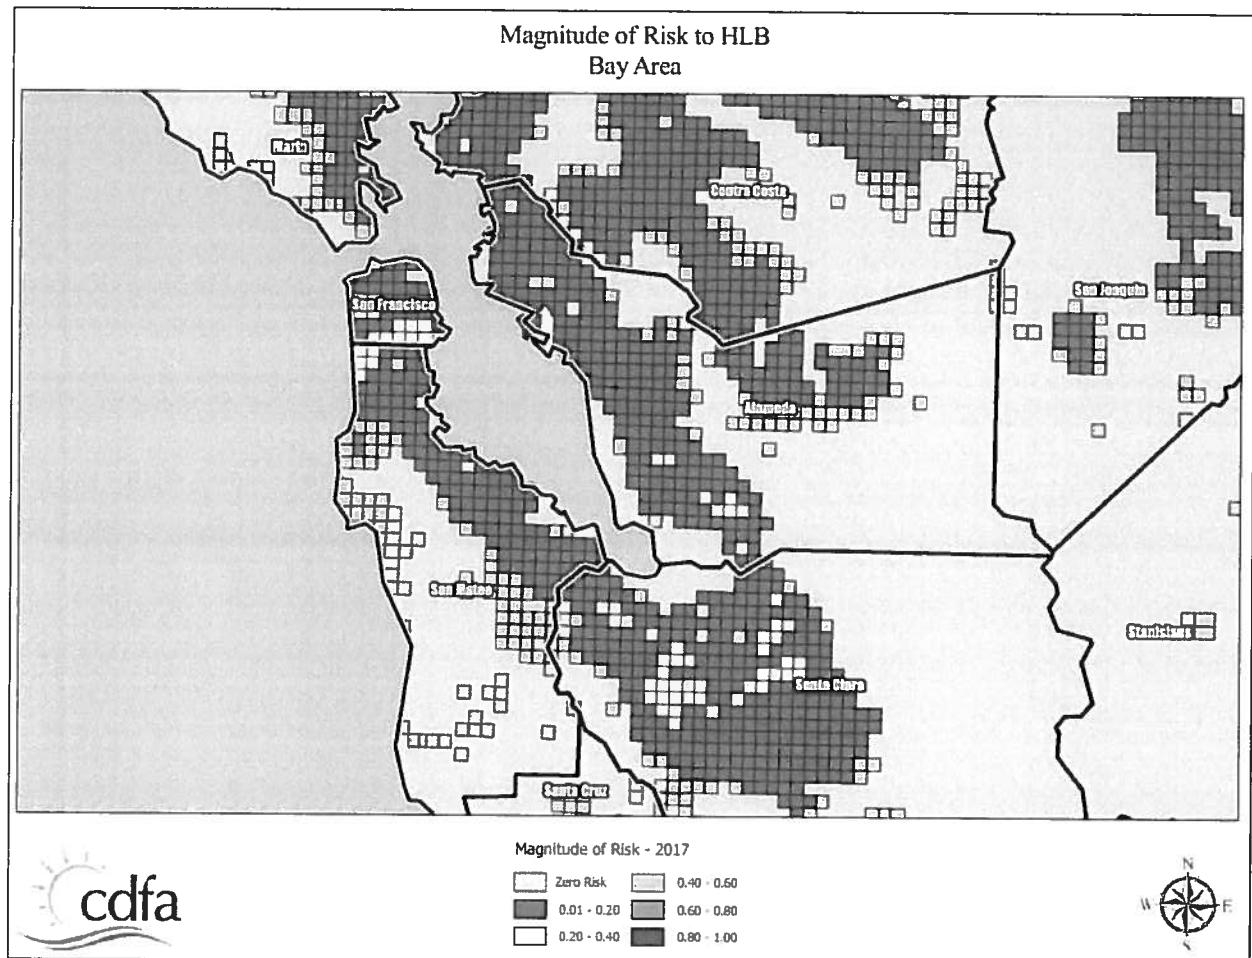 Magnitude of Risk to HLB
Bay Area
Marin
Contra Costa
San Francisco
San Joaquin
Alameda
San Mateo
Stanislaus
Santa Clara
Santa Cruz
Magnitude of Risk - 2017
Zero Risk
0.40 - 0.60
0.01 - 0.20
0.60 - 0.80
0.20 - 0.40
0.80 - 1.00
cdfa
N
W
E
S